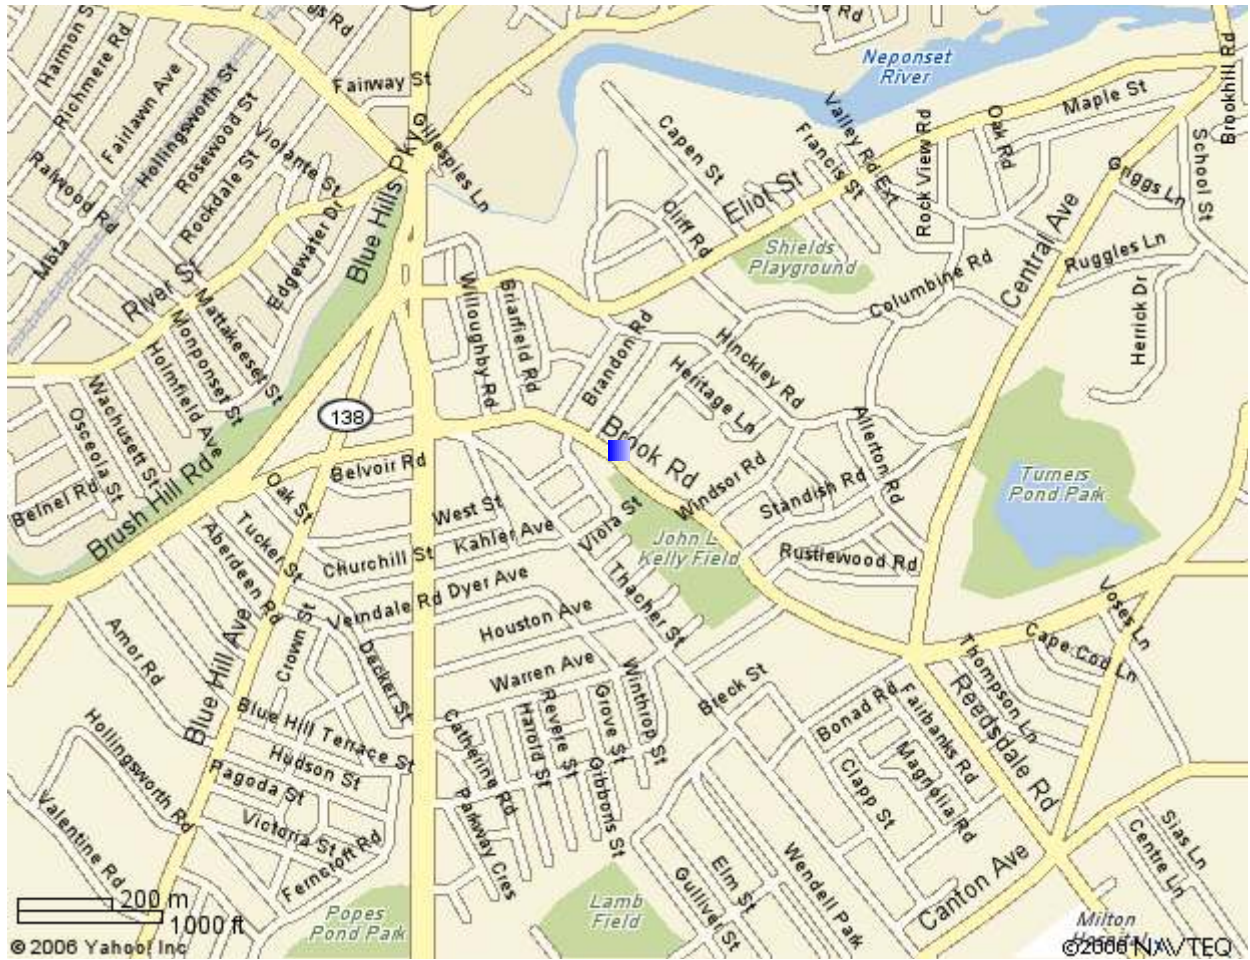 Harmon S
Richmere Rd
Fairlawn Ave
Hollingsworth St
Rosewood St
Rockdale St
Violante St
Fairway St
Ralwood Rd
Edgewater Dr
River St
Blue Hills Pky
Gillespies Ln
Neponset
River
Capen St
Cliff Rd
Eliot St
Francis St
Valley Rd Ext
Rock View Rd
Oak Rd
Maple St
Brookhill Rd
School St
Griggs Ln
Central Ave
Ruggles Ln
Herrick Dr
Columbine Rd
Shields
Playground
Mattakeeset St
Monponset St
Holmfield Ave
Wachusett St
Osceola St
Belnel Rd
Brush Hill Rd
138
Willoughby Rd
Briarfield Rd
Brandon Rd
Hinckley Rd
Heritage Ln
Brook Rd
Windsor Rd
Standish Rd
Allerton Rd
Rustlewood Rd
Turners
Pond Park
Belvoir Rd
Oak St
Tucker St
Aberdeen Rd
West St
Kahler Ave
Churchill St
Viola St
John L
Kelly Field
Dyer Ave
Houston Ave
Thacher St
Warren Ave
Winthrop St
Amor Rd
Blue Hill Ave
Crown St
Decker St
Blue Hill Terrace St
Hudson St
Pagoda St
Victoria St
Ferncroft Rd
Hollingsworth Rd
Valentine Rd
Catherine Rd
Parkway Cres
Harold St
Revere St
Grove St
Gibbons St
Breck St
Bonad Rd
Fairbanks Rd
Magnolia Rd
Clapp St
Reedsdale Rd
Thompson Ln
Cape Cod Ln
Voses Ln
Canton Ave
Sias Ln
Centre Ln
Wendell Park
Elm St
Gulliver St
Lamb
Field
Popes
Pond Park
Milton
Hospital
200 m
1000 ft
© 2006 Yahoo! Inc
©2006 NAVTEQ